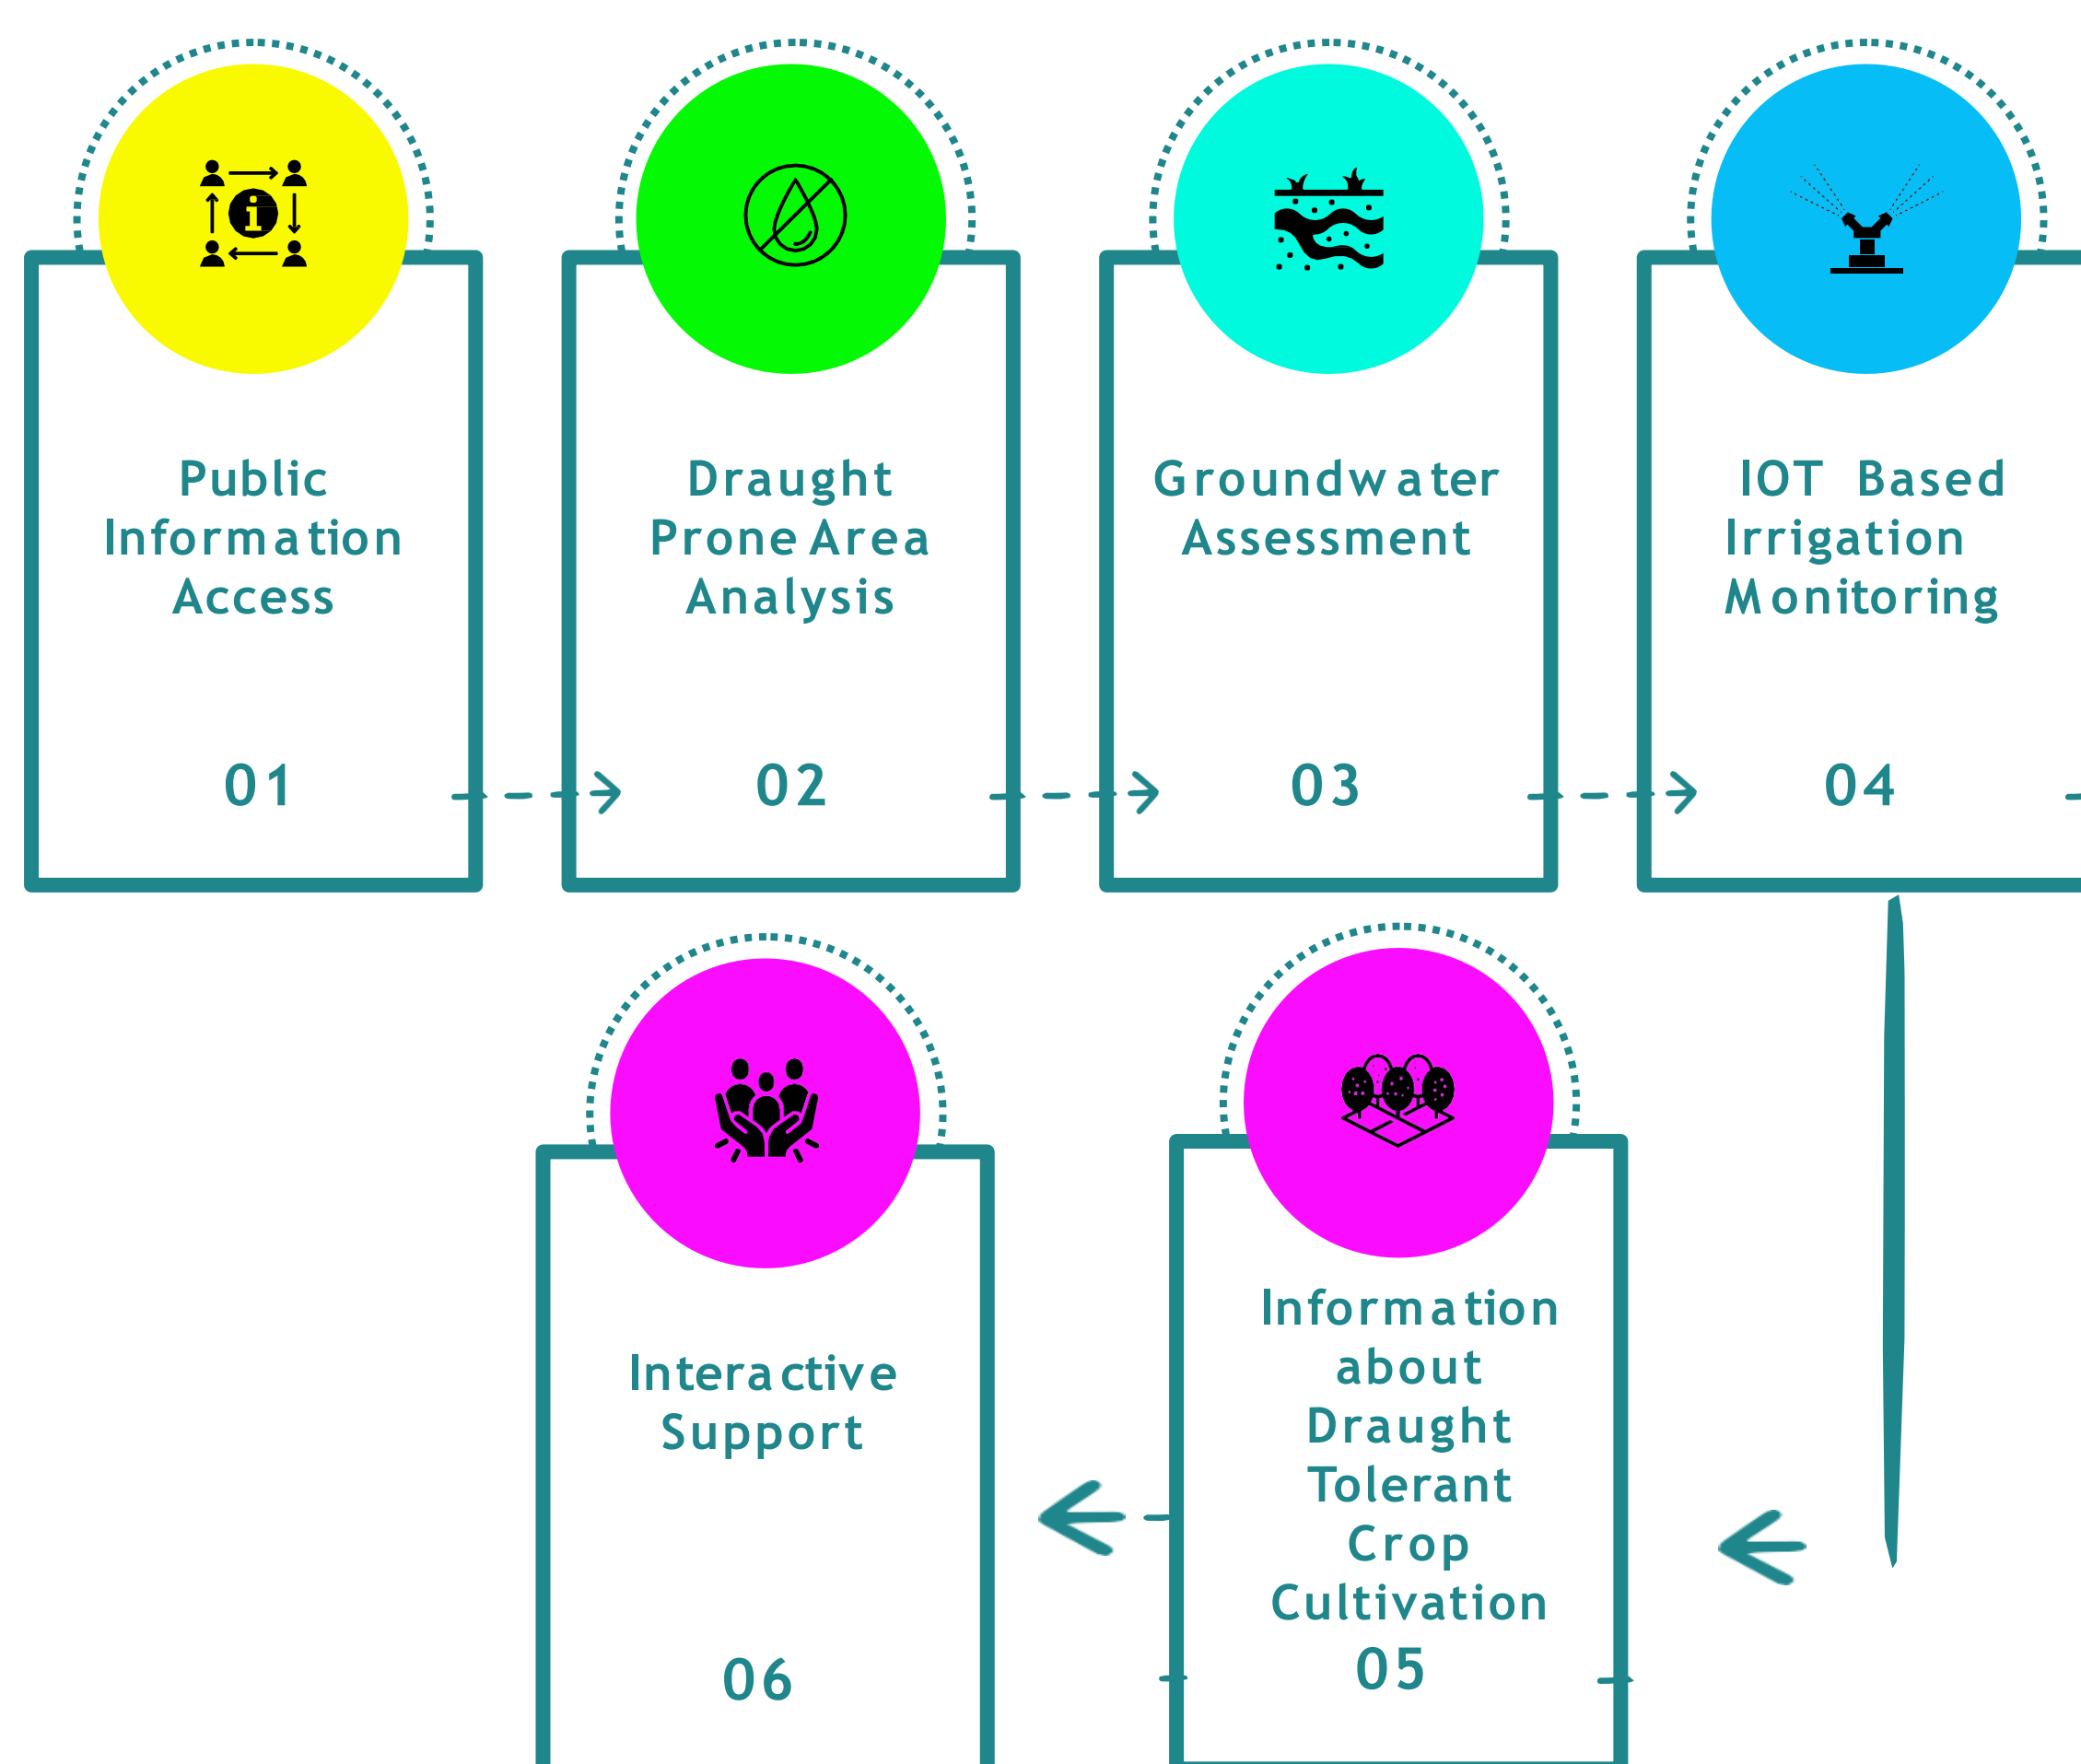 Public
Information
Access
01
Draught
Prone Area
Analysis
02
Groundwater
Assessment
03
IOT Based
Irrigation
Monitoring
04
Information
about
Draught
Tolerant
Crop
Cultivation
05
Interactive
Support
06